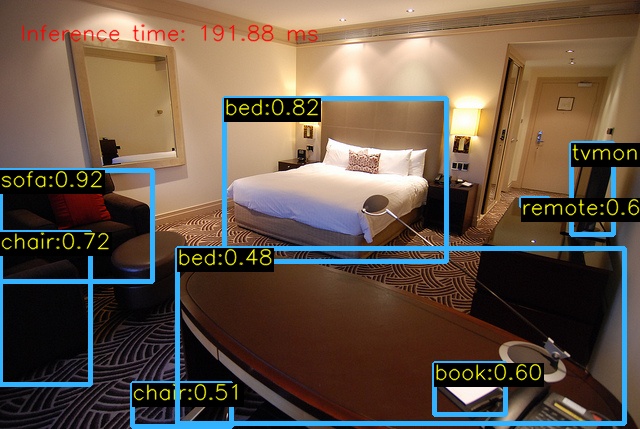 Inference time: 191.88 ms
bed:0.82
tvmon
sofa:0.92
remote:0.6
chair:0.72
bed:0.48
book:0.60
chair:0.51